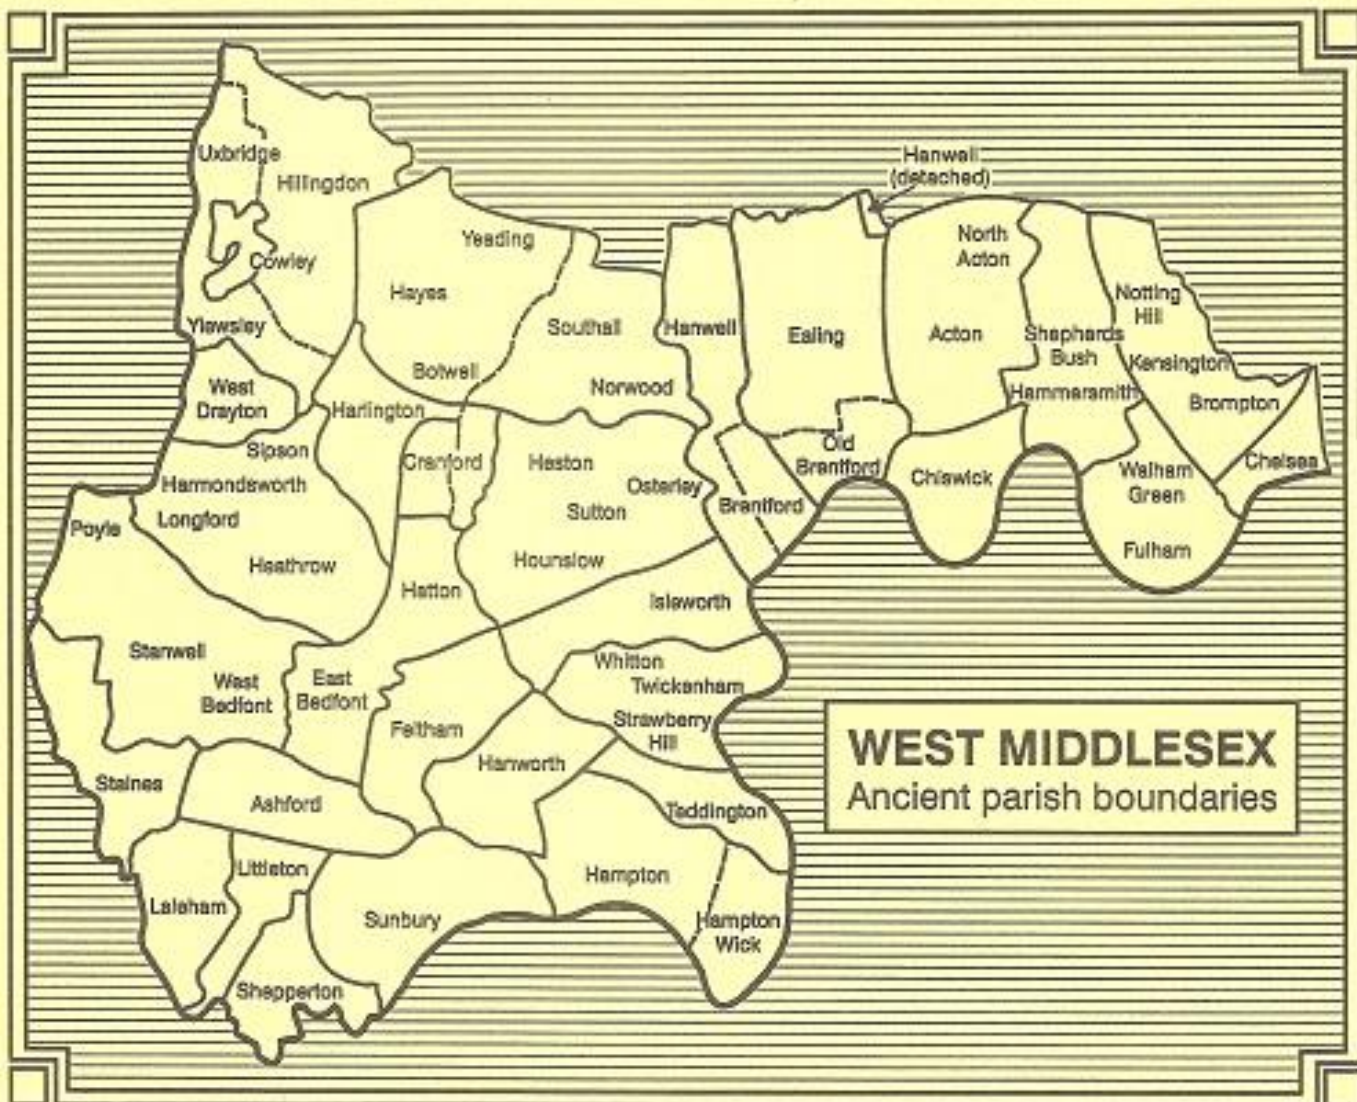 Hanwell
(detached)
Uxbridge
Hillingdon
Yeading
North
Acton
Cowley
Hayes
Notting
Hill
Ylewsley
Southall
Hanwell
Ealing
Acton
Shepherds
Bush
Kensington
Botwell
West
Drayton
Norwood
Hammersmith
Brompton
Harlington
Sipson
Cranford
Heston
Old
Brentford
Chelsea
Harmondsworth
Osterley
Chiswick
Walham
Green
Poyle
Longford
Sutton
Brentford
Heathrow
Hounslow
Fulham
Hatton
Isleworth
Stanwell
Whitton
West
Bedfont
East
Bedfont
Twickenham
Feltham
Strawberry
Hill
WEST MIDDLESEX
Ancient parish boundaries
Hanworth
Staines
Ashford
Teddington
Littleton
Hampton
Laleham
Sunbury
Hampton
Wick
Shepperton